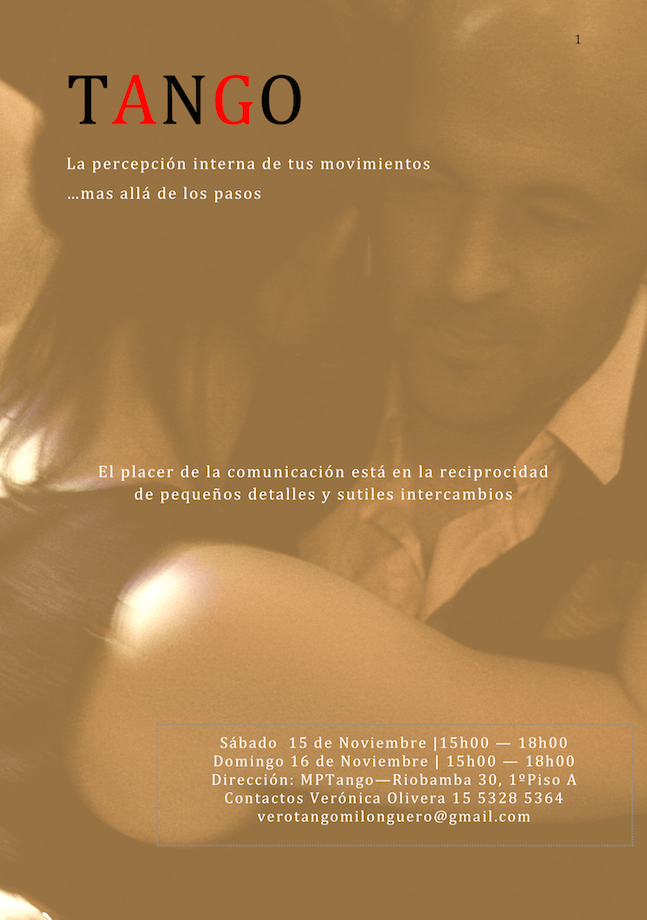 1
TANGO
La percepción interna de tus movimientos
...mas allá de los pasos
El placer de la comunicación está en la reciprocidad
de pequeños detalles y sutiles intercambios
Sábado  15 de Noviembre |15h00 — 18h00
Domingo 16 de Noviembre | 15h00 — 18h00
Dirección: MPTango—Riobamba 30, 1ºPiso A
Contactos Verónica Olivera 15 5328 5364
verotangomilonguero@gmail.com